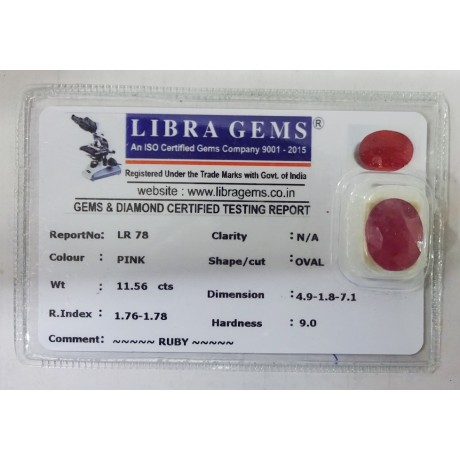 LIBRA GEMS®
An ISO Certified Gems Company 9001 - 2015
Registered Under the Trade Marks with Govt. of India
website : www.libragems.co.in
GEMS & DIAMOND CERTIFIED TESTING REPORT
ReportNo: LR 78 Clarity : N/A
Colour : PINK Shape/cut : OVAL
Wt : 11.56 cts Dimension : 4.9-1.8-7.1
R.Index : 1.76-1.78 Hardness : 9.0
Comment: ~~~~~ RUBY ~~~~~